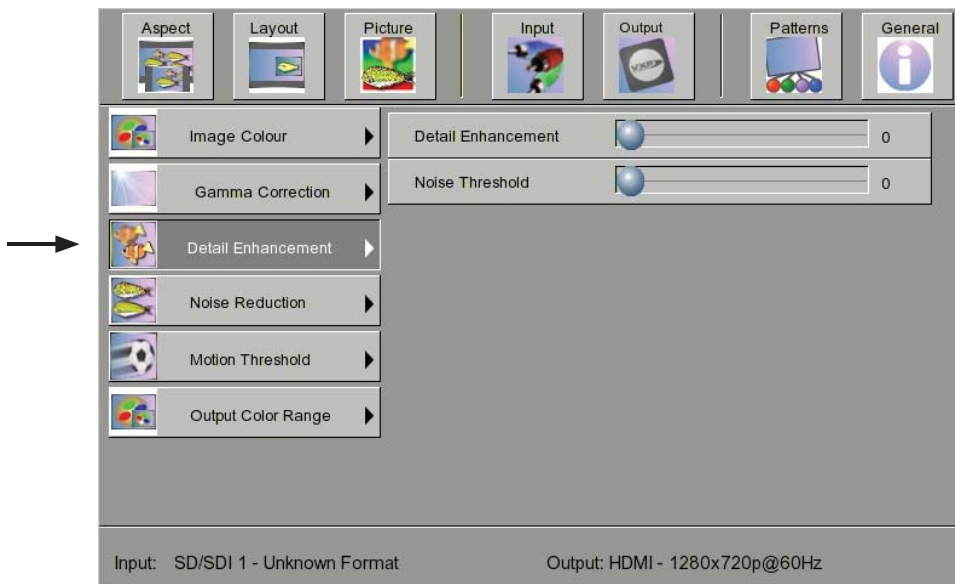 Aspect
Layout
Picture
Input
Output
Patterns
General
VXP
Image Colour
Detail Enhancement 0
Gamma Correction
Noise Threshold 0
Detail Enhancement
Noise Reduction
Motion Threshold
Output Color Range
Input: SD/SDI 1 - Unknown Format
Output: HDMI - 1280x720p@60Hz